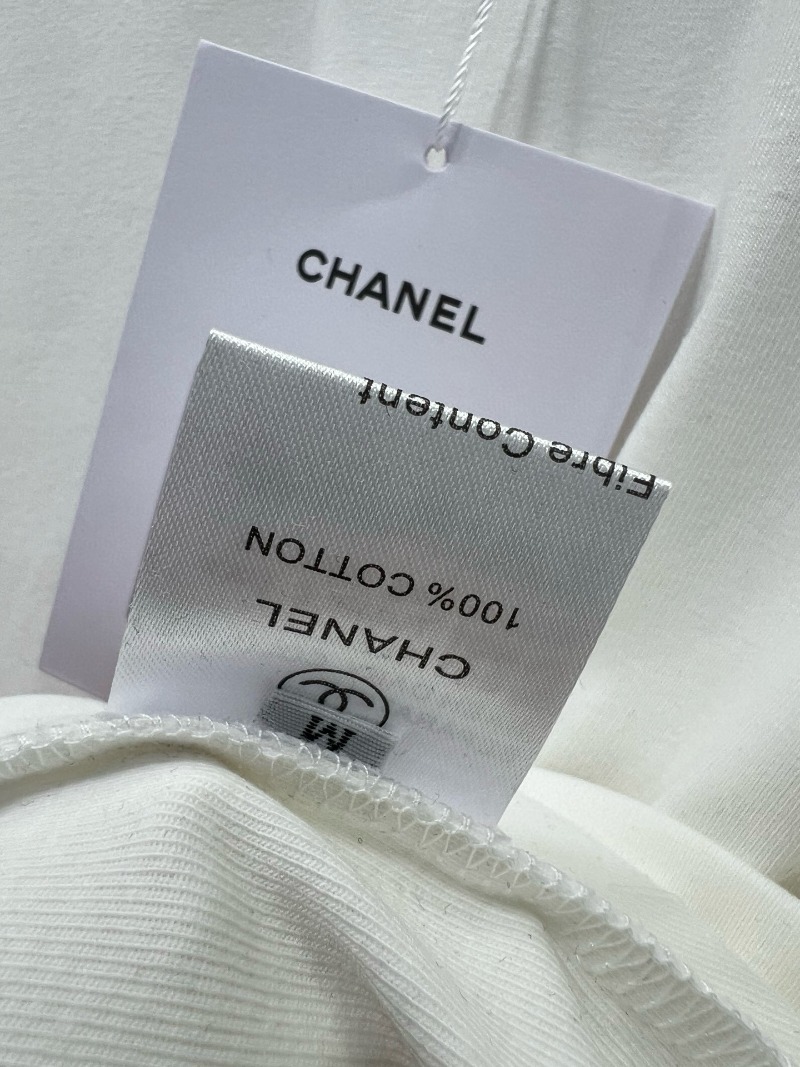 CHANEL
Fibre Content
100% COTTON
CHANEL
M